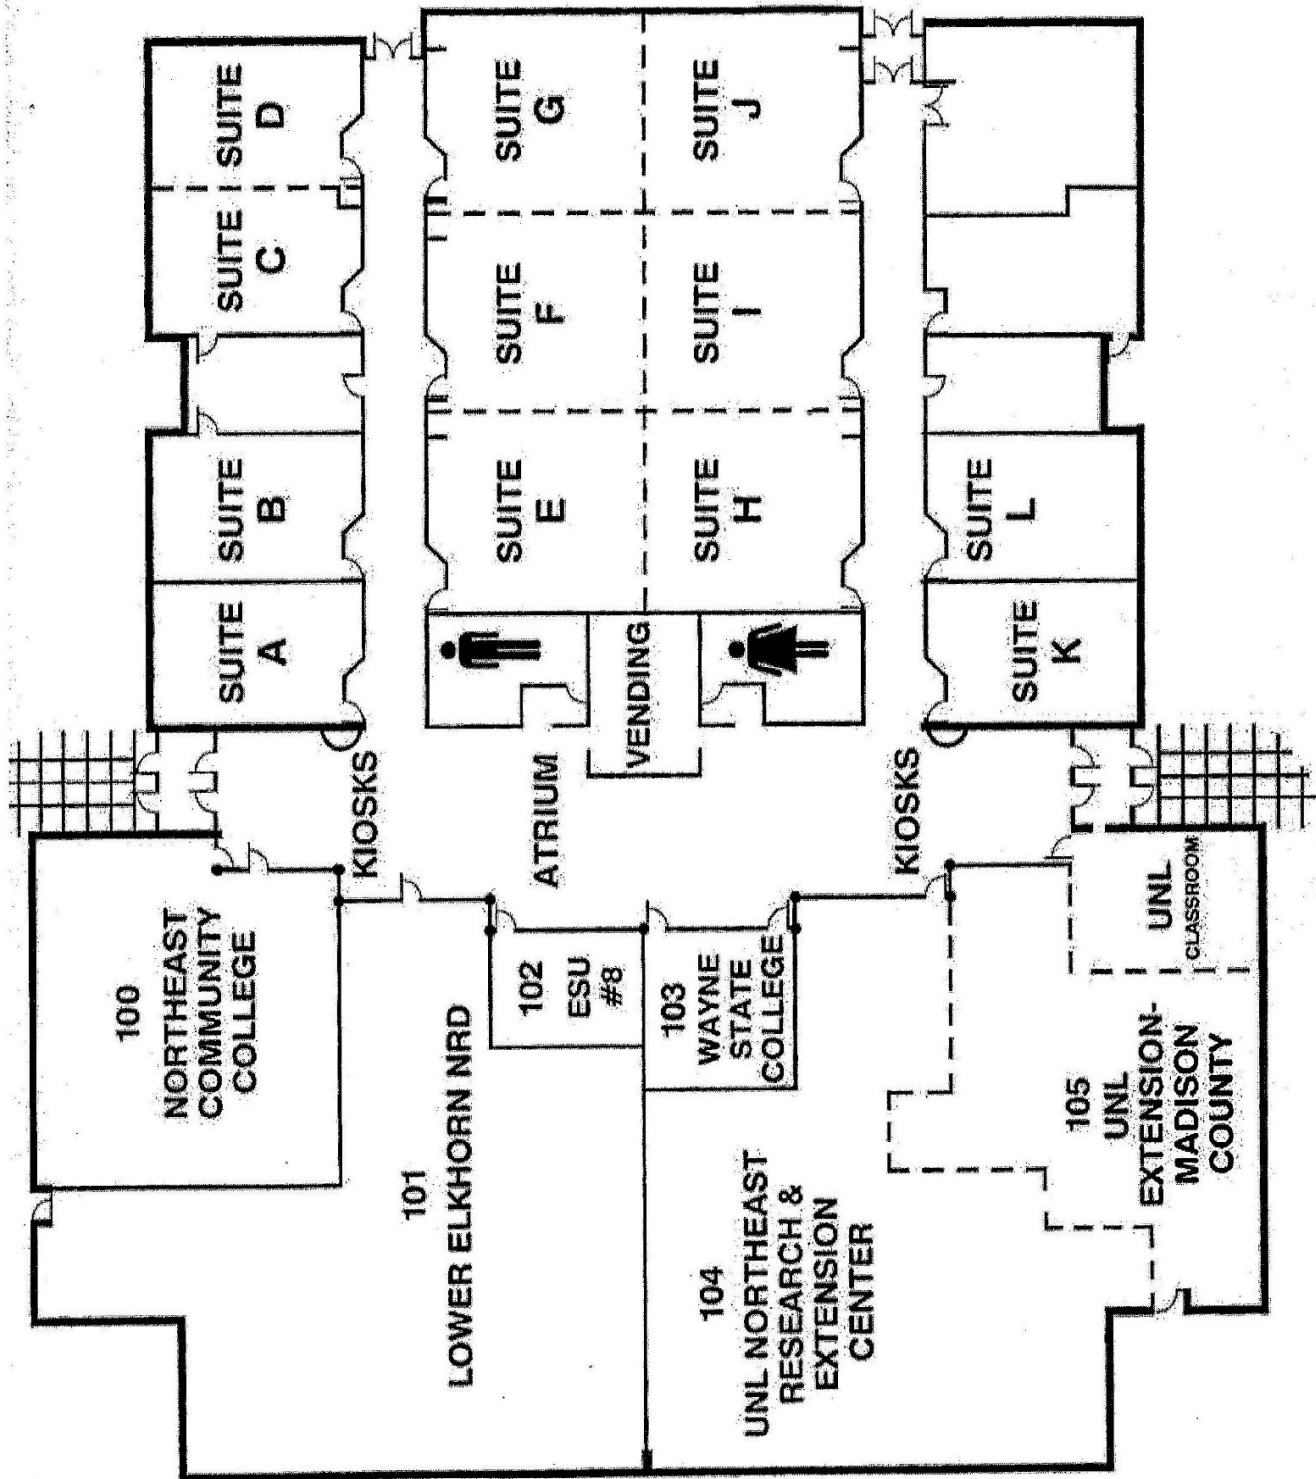 100
NORTHEAST
COMMUNITY
COLLEGE
SUITE
A
SUITE
B
SUITE
C
SUITE
D
KIOSKS
101
LOWER ELKHORN NRD
102
ESU
#8
ATRIUM
SUITE
E
SUITE
F
SUITE
G
VENDING
103
WAYNE
STATE
COLLEGE
104
UNL NORTHEAST
RESEARCH &
EXTENSION
CENTER
SUITE
H
SUITE
I
SUITE
J
KIOSKS
SUITE
K
SUITE
L
105
UNL
EXTENSION-
MADISON
COUNTY
UNL
CLASSROOM